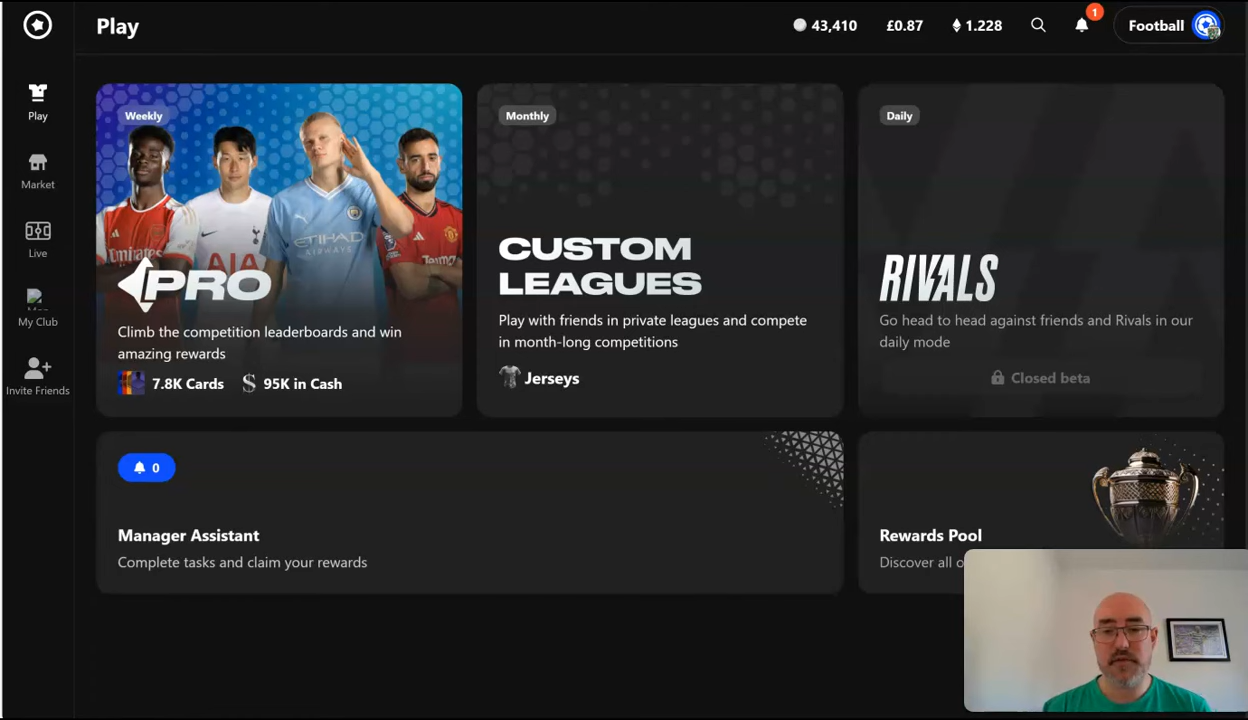 Play
43,410
£0.87
1.228
1
Football
Play
Market
Live
My Club
Invite Friends
Weekly
Emirates
AIA
ETIHAD
AIRWAYS
PRO
Climb the competition leaderboards and win
amazing rewards
7.8K Cards
95K in Cash
Monthly
CUSTOM
LEAGUES
Play with friends in private leagues and compete
in month-long competitions
Jerseys
Daily
RIVALS
Go head to head against friends and Rivals in our
daily mode
Closed beta
0
Manager Assistant
Complete tasks and claim your rewards
Rewards Pool
Discover all o